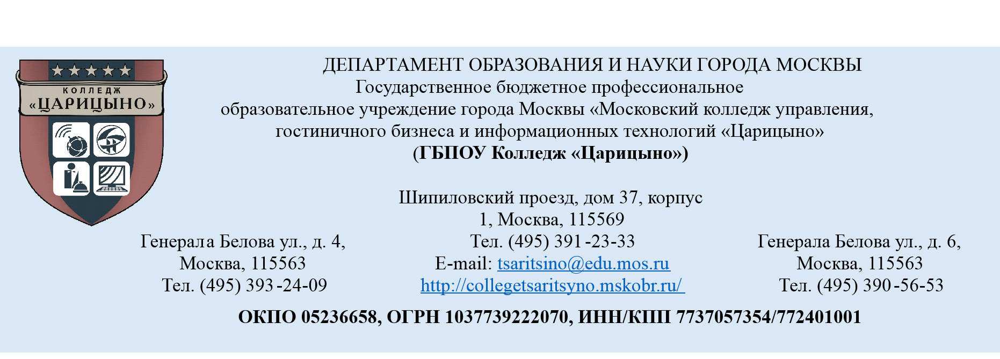 КОЛЛЕДЖ
«ЦАРИЦЫНО»
ДЕПАРТАМЕНТ ОБРАЗОВАНИЯ И НАУКИ ГОРОДА МОСКВЫ
Государственное бюджетное профессиональное
образовательное учреждение города Москвы «Московский колледж управления,
гостиничного бизнеса и информационных технологий «Царицыно»
(ГБПОУ Колледж «Царицыно»)
Генерала Белова ул., д. 4,
Москва, 115563
Тел. (495) 393-24-09
Шипиловский проезд, дом 37, корпус
1, Москва, 115569
Тел. (495) 391-23-33
E-mail: tsaritsino@edu.mos.ru
http://collegetsaritsyno.mskobr.ru/
Генерала Белова ул., д. 6,
Москва, 115563
Тел. (495) 390-56-53
ОКПО 05236658, ОГРН 1037739222070, ИНН/КПП 7737057354/772401001